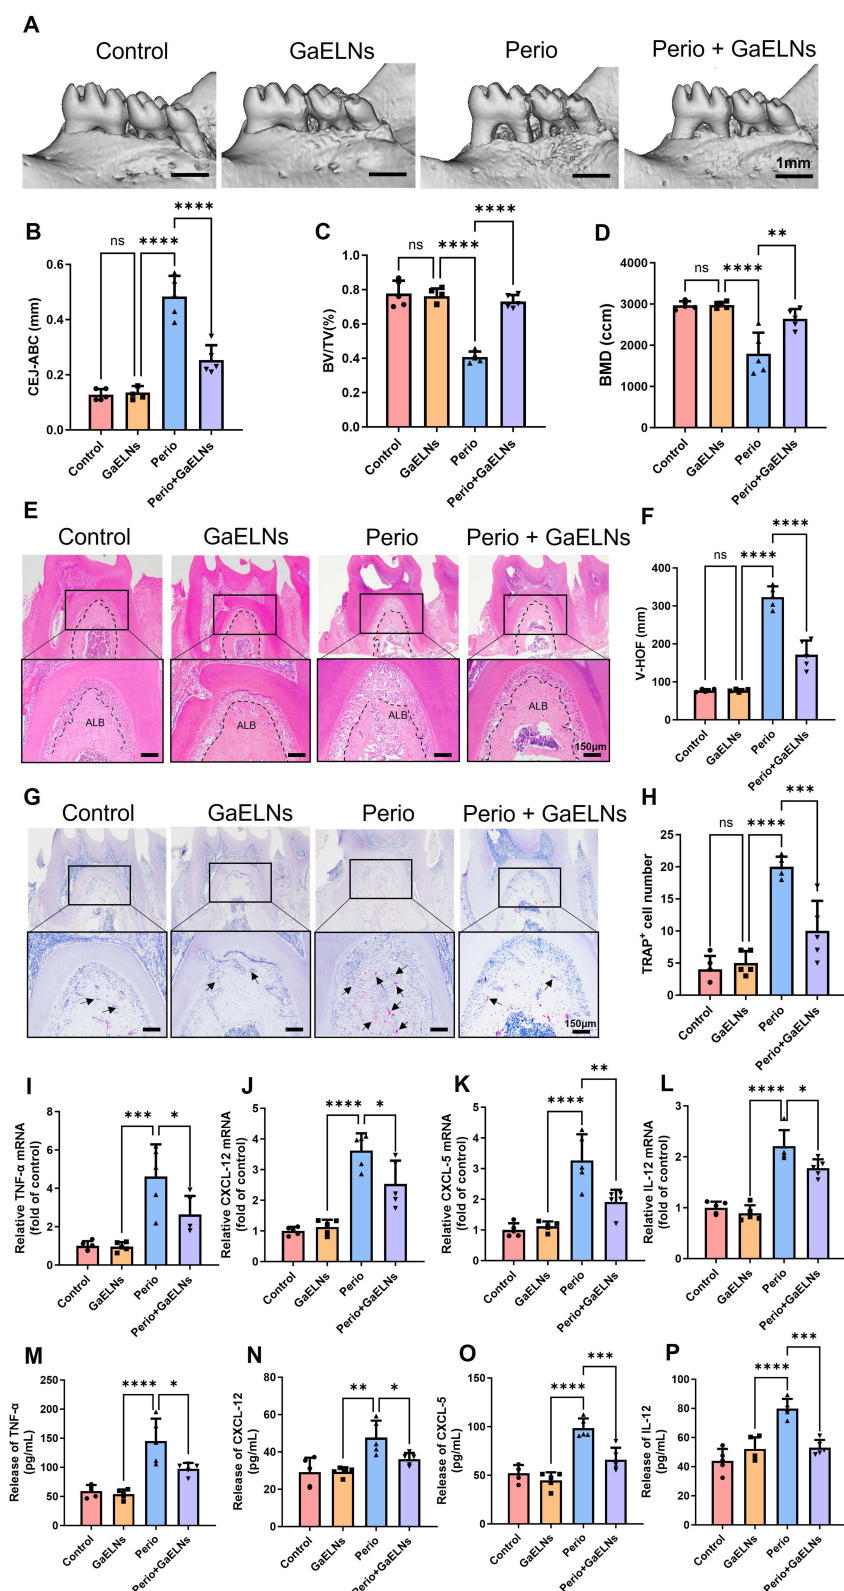 A
Control GaELNs Perio Perio + GaELNs
1mm
B
ns **** ****
CEJ-ABC (mm)
0.6
0.4
0.2
0.0
Control GaELNs Perio Perio+GaELNs
C
ns **** ****
BV/TV(%)
1.0
0.8
0.6
0.4
0.2
0.0
Control GaELNs Perio Perio+GaELNs
D
ns **** **
BMD (ccm)
4000
3000
2000
1000
0
Control GaELNs Perio Perio+GaELNs
E
Control GaELNs Perio Perio + GaELNs
ALB ALB ALB ALB
150μm
F
ns **** ****
V-HOF (mm)
400
300
200
100
0
Control GaELNs Perio Perio+GaELNs
G
Control GaELNs Perio Perio + GaELNs
150μm
H
ns **** ***
TRAP+ cell number
25
20
15
10
5
0
Control GaELNs Perio Perio+GaELNs
I
*** *
Relative TNF-α mRNA
(fold of control)
8
6
4
2
0
Control GaELNs Perio Perio+GaELNs
J
**** *
Relative CXCL-12 mRNA
(fold of control)
5
4
3
2
1
0
Control GaELNs Perio Perio+GaELNs
K
**** **
Relative CXCL-5 mRNA
(fold of control)
5
4
3
2
1
0
Control GaELNs Perio Perio+GaELNs
L
**** *
Relative IL-12 mRNA
(fold of control)
3
2
1
0
Control GaELNs Perio Perio+GaELNs
M
**** *
Release of TNF-α
(pg/mL)
250
200
150
100
50
0
Control GaELNs Perio Perio+GaELNs
N
** *
Release of CXCL-12
(pg/mL)
80
60
40
20
0
Control GaELNs Perio Perio+GaELNs
O
**** ***
Release of CXCL-5
(pg/mL)
150
100
50
0
Control GaELNs Perio Perio+GaELNs
P
**** ***
Release of IL-12
(pg/mL)
100
80
60
40
20
0
Control GaELNs Perio Perio+GaELNs